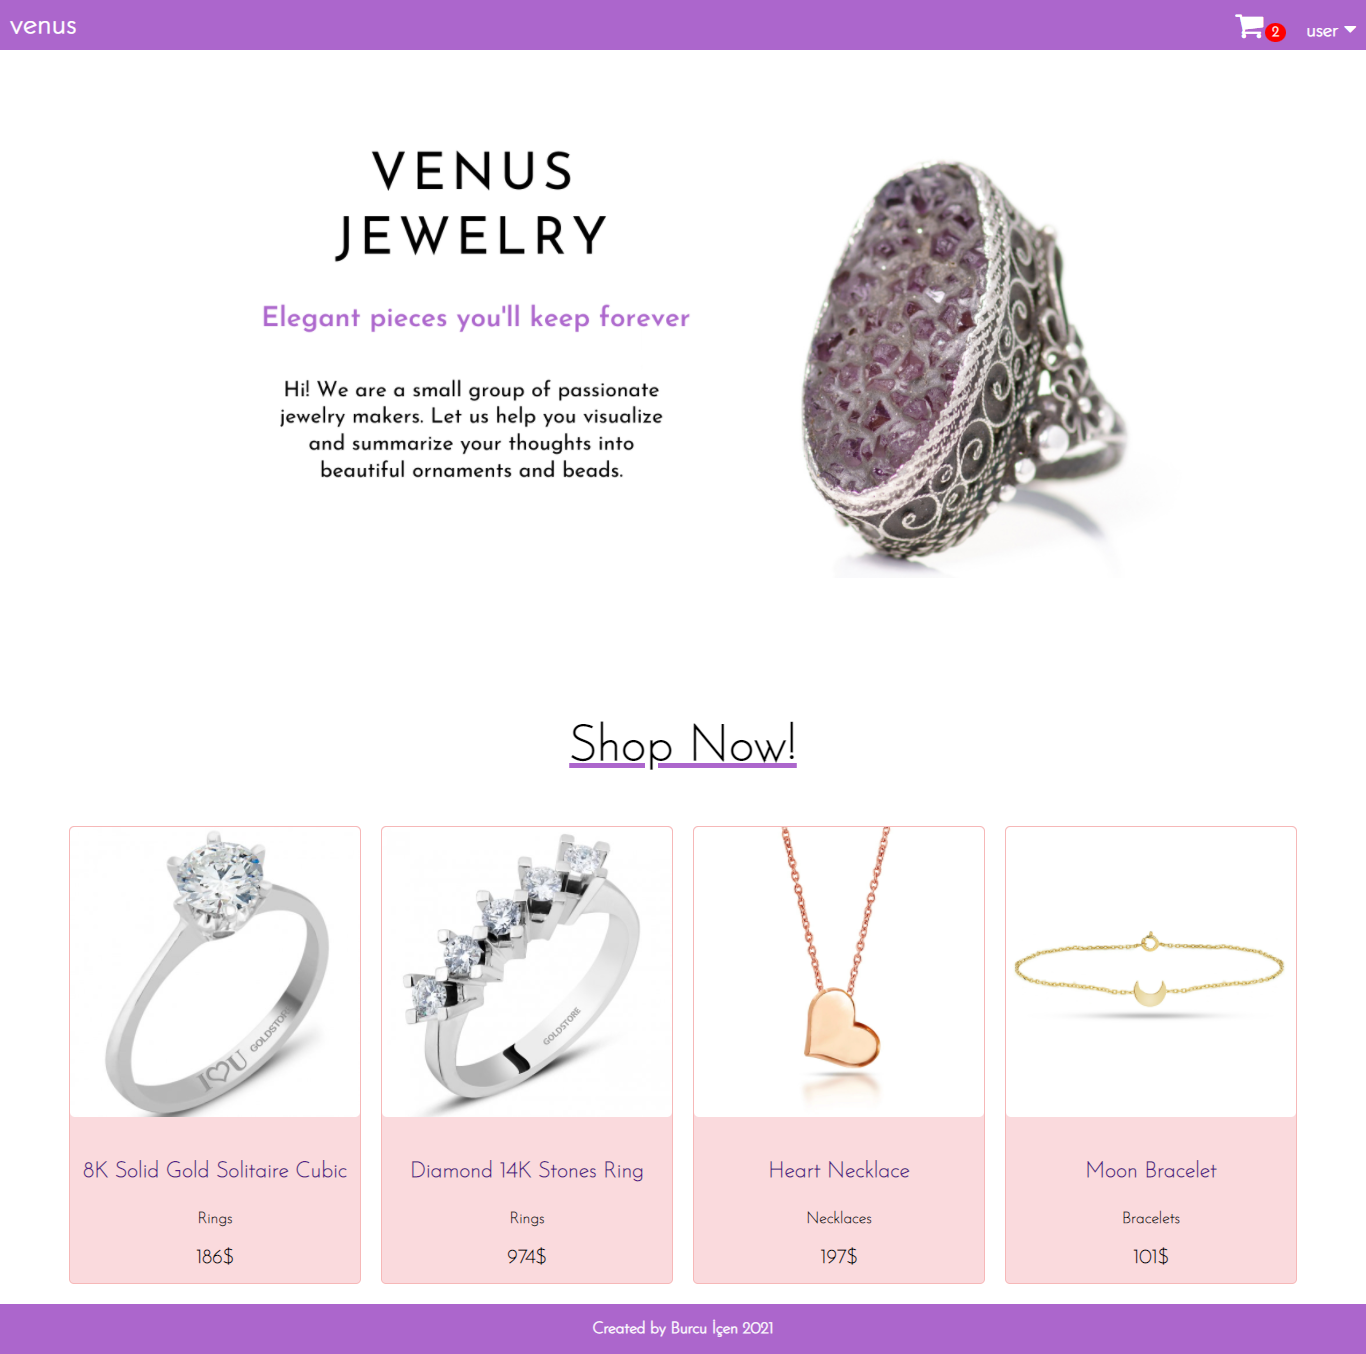 venus
2 user
VENUS
JEWELRY
Elegant pieces you'll keep forever
Hi! We are a small group of passionate
jewelry makers. Let us help you visualize
and summarize your thoughts into
beautiful ornaments and beads.
Shop Now!
I U GOLDSTOR
GOLDSTORE
8K Solid Gold Solitaire Cubic
Rings
186$
Diamond 14K Stones Ring
Rings
974$
Heart Necklace
Necklaces
197$
Moon Bracelet
Bracelets
101$
Created by Burcu İçen 2021